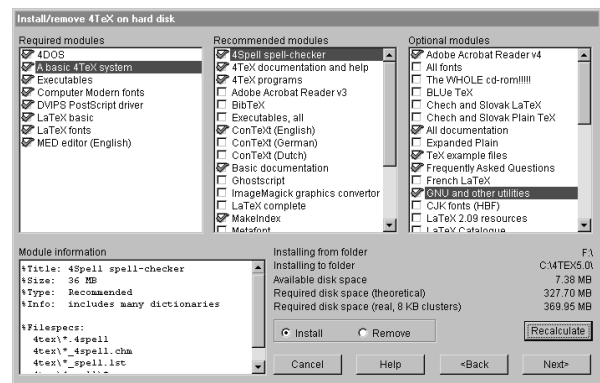 Install/remove 4TeX on hard disk
Required modules
4DOS
A basic 4TeX system
Executables
Computer Modern fonts
DVIPS PostScript driver
LaTeX basic
LaTeX fonts
MED editor (English)
Recommended modules
4Spell spell-checker
4TeX documentation and help
4TeX programs
Adobe Acrobat Reader v3
BibTeX
Executables, all
ConTeXt (English)
ConTeXt (German)
ConTeXt (Dutch)
Basic documentation
Ghostscript
ImageMagick graphics convertor
LaTeX complete
MakeIndex
Metafont
Optional modules
Adobe Acrobat Reader v4
All fonts
The WHOLE cd-rom!!!!!
BLUe TeX
Chech and Slovak LaTeX
Chech and Slovak Plain TeX
All documentation
Expanded Plain
TeX example files
Frequently Asked Questions
French LaTeX
GNU and other utilities
CJK fonts (HBF)
LaTeX 2.09 resources
LaTeX Catalogue
Module information
%Title: 4Spell spell-checker
%Size: 36 MB
%Type: Recommended
%Info: includes many dictionaries
%Filespecs:
4tex\*.4spell
4tex\*_4spell.chm
4tex\*_spell.lst
Installing from folder F:\
Installing to folder C:\4TEX5.0\
Available disk space 7.38 MB
Required disk space (theoretical) 327.70 MB
Required disk space (real, 8 KB clusters) 369.95 MB
Install Remove Recalculate
Cancel Help <Back Next>